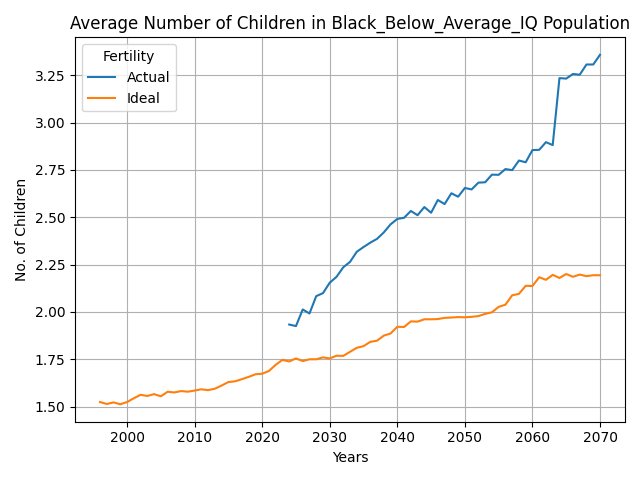 Average Number of Children in Black_Below_Average_IQ Population
Fertility
Actual
Ideal
No. of Children
3.25
3.00
2.75
2.50
2.25
2.00
1.75
1.50
2000 2010 2020 2030 2040 2050 2060 2070
Years